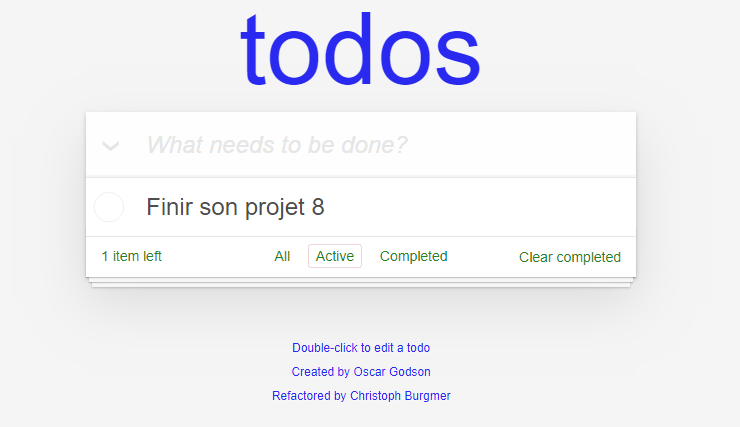 todos
What needs to be done?
Finir son projet 8
1 item left All Active Completed Clear completed
Double-click to edit a todo
Created by Oscar Godson
Refactored by Christoph Burgmer